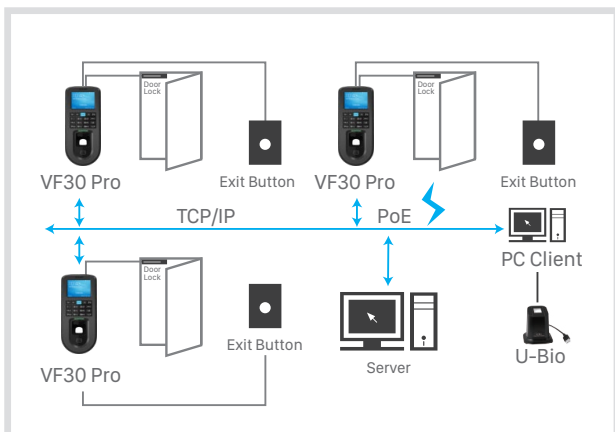 Door
Lock
Door
Lock
VF30 Pro
Exit Button
VF30 Pro
Exit Button
TCP/IP
PoE
PC Client
Door
Lock
Exit Button
Server
U-Bio
VF30 Pro